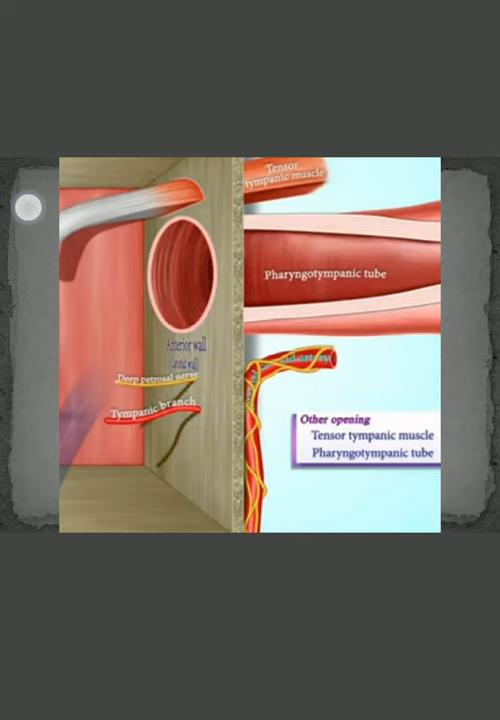 Tensor
tympanic muscle
Pharyngotympanic tube
Anterior wall
(carotid wall)
Deep petrosal nerve
Tympanic branch
Other opening
Tensor tympanic muscle
Pharyngotympanic tube